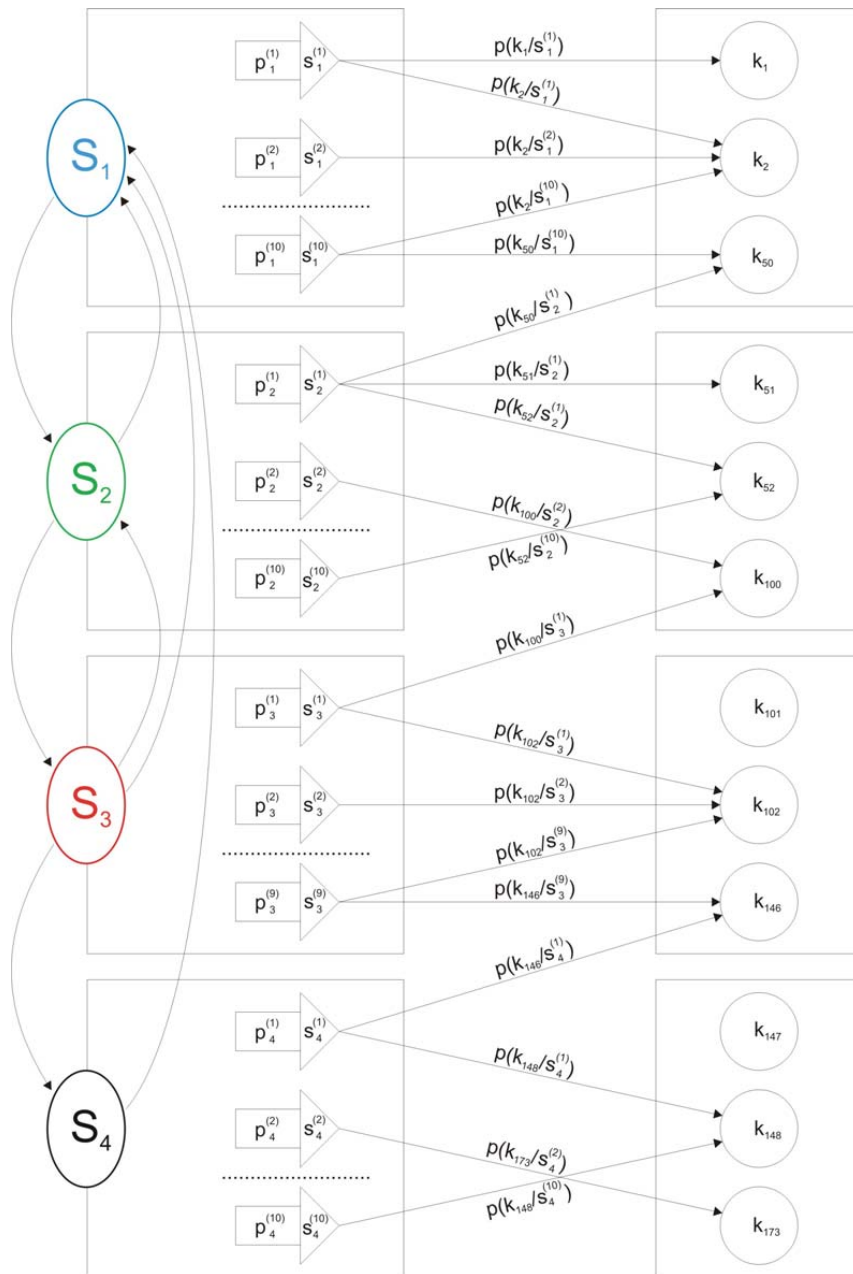 S₁
p₁⁽¹⁾ s₁⁽¹⁾
p(k₁/s₁⁽¹⁾)
k₁
p(k₂/s₁⁽¹⁾)
p₁⁽²⁾ s₁⁽²⁾
p(k₂/s₁⁽²⁾)
k₂
p(k₂/s₁⁽¹⁰⁾)
p₁⁽¹⁰⁾ s₁⁽¹⁰⁾
p(k₅₀/s₁⁽¹⁰⁾)
k₅₀
p(k₅₀/s₂⁽¹⁾)
S₂
p₂⁽¹⁾ s₂⁽¹⁾
p(k₅₁/s₂⁽¹⁾)
k₅₁
p(k₅₂/s₂⁽¹⁾)
p₂⁽²⁾ s₂⁽²⁾
k₅₂
p(k₁₀₀/s₂⁽²⁾)
p(k₅₂/s₂⁽¹⁰⁾)
p₂⁽¹⁰⁾ s₂⁽¹⁰⁾
k₁₀₀
p(k₁₀₀/s₃⁽¹⁾)
S₃
p₃⁽¹⁾ s₃⁽¹⁾
k₁₀₁
p(k₁₀₂/s₃⁽¹⁾)
p₃⁽²⁾ s₃⁽²⁾
p(k₁₀₂/s₃⁽²⁾)
k₁₀₂
p(k₁₀₂/s₃⁽⁹⁾)
p₃⁽⁹⁾ s₃⁽⁹⁾
p(k₁₄₆/s₃⁽⁹⁾)
k₁₄₆
p(k₁₄₆/s₄⁽¹⁾)
S₄
p₄⁽¹⁾ s₄⁽¹⁾
k₁₄₇
p(k₁₄₈/s₄⁽¹⁾)
p₄⁽²⁾ s₄⁽²⁾
k₁₄₈
p(k₁₇₃/s₄⁽²⁾)
p(k₁₄₈/s₄⁽¹⁰⁾)
p₄⁽¹⁰⁾ s₄⁽¹⁰⁾
k₁₇₃